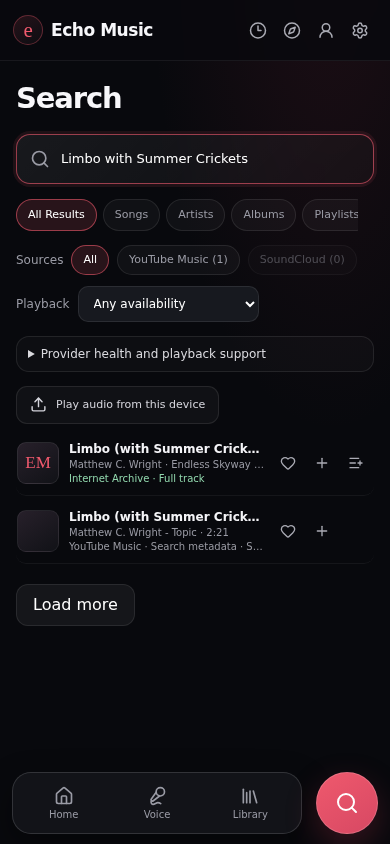 e Echo Music
Search
Limbo with Summer Crickets
All Results Songs Artists Albums Playlists
Sources All YouTube Music (1) SoundCloud (0)
Playback Any availability
Provider health and playback support
Play audio from this device
EM
Limbo (with Summer Crick...
Matthew C. Wright · Endless Skyway ...
Internet Archive · Full track
Limbo (with Summer Crick...
Matthew C. Wright - Topic · 2:21
YouTube Music · Search metadata · S...
Load more
Home Voice Library